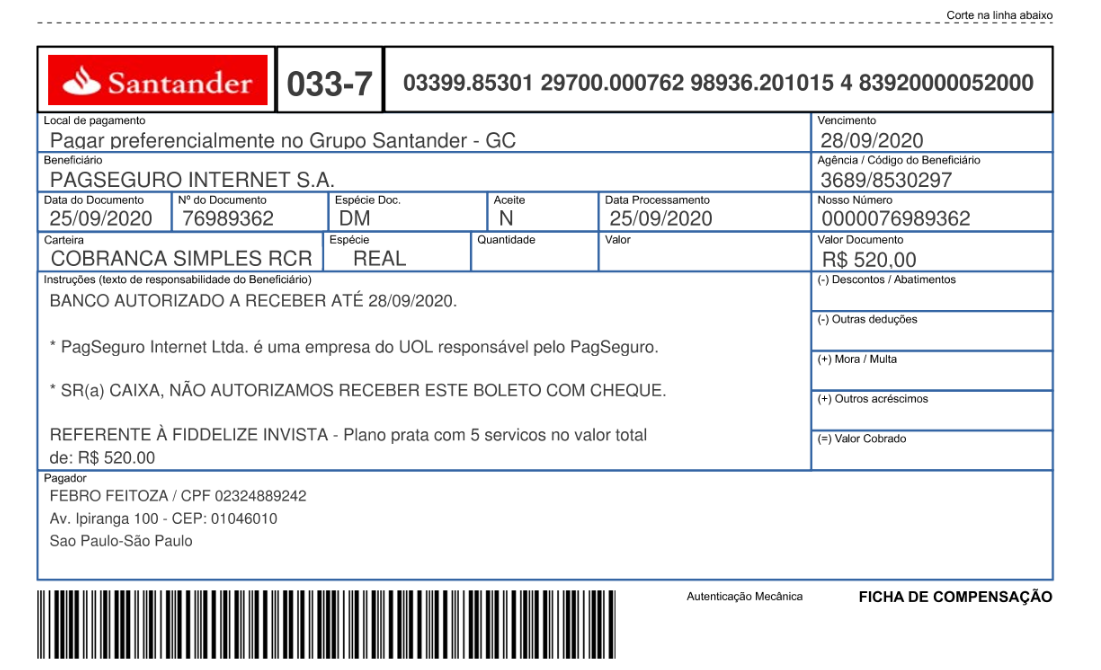 Corte na linha abaixo
Santander 033-7 03399.85301 29700.000762 98936.201015 4 83920000052000
Local de pagamento
Pagar preferencialmente no Grupo Santander - GC
Vencimento
28/09/2020
Beneficiário
PAGSEGURO INTERNET S.A.
Agência / Código do Beneficiário
3689/8530297
Data do Documento
25/09/2020
Nº do Documento
76989362
Espécie Doc.
DM
Aceite
N
Data Processamento
25/09/2020
Nosso Número
0000076989362
Carteira
COBRANCA SIMPLES RCR
Espécie
REAL
Quantidade
Valor
Valor Documento
R$ 520,00
Instruções (texto de responsabilidade do Beneficiário)
BANCO AUTORIZADO A RECEBER ATÉ 28/09/2020.
* PagSeguro Internet Ltda. é uma empresa do UOL responsável pelo PagSeguro.
* SR(a) CAIXA, NÃO AUTORIZAMOS RECEBER ESTE BOLETO COM CHEQUE.
REFERENTE À FIDDELIZE INVISTA - Plano prata com 5 servicos no valor total
de: R$ 520.00
(-) Descontos / Abatimentos
(-) Outras deduções
(+) Mora / Multa
(+) Outros acréscimos
(=) Valor Cobrado
Pagador
FEBRO FEITOZA / CPF 02324889242
Av. Ipiranga 100 - CEP: 01046010
Sao Paulo-São Paulo
Autenticação Mecânica
FICHA DE COMPENSAÇÃO